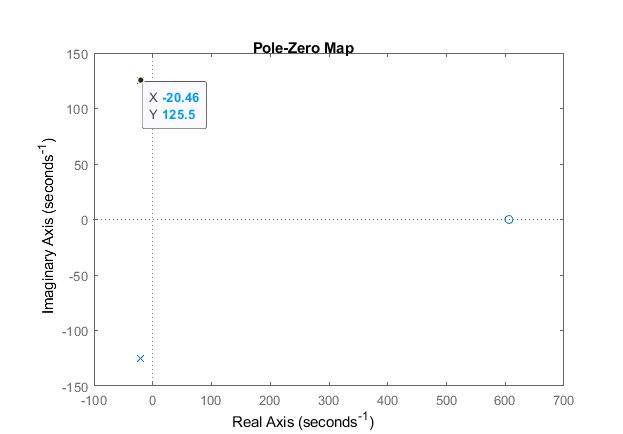 Pole-Zero Map
150
100
50
0
-50
-100
-150
X -20.46
Y 125.5
-100 0 100 200 300 400 500 600 700
Real Axis (seconds⁻¹)
Imaginary Axis (seconds⁻¹)